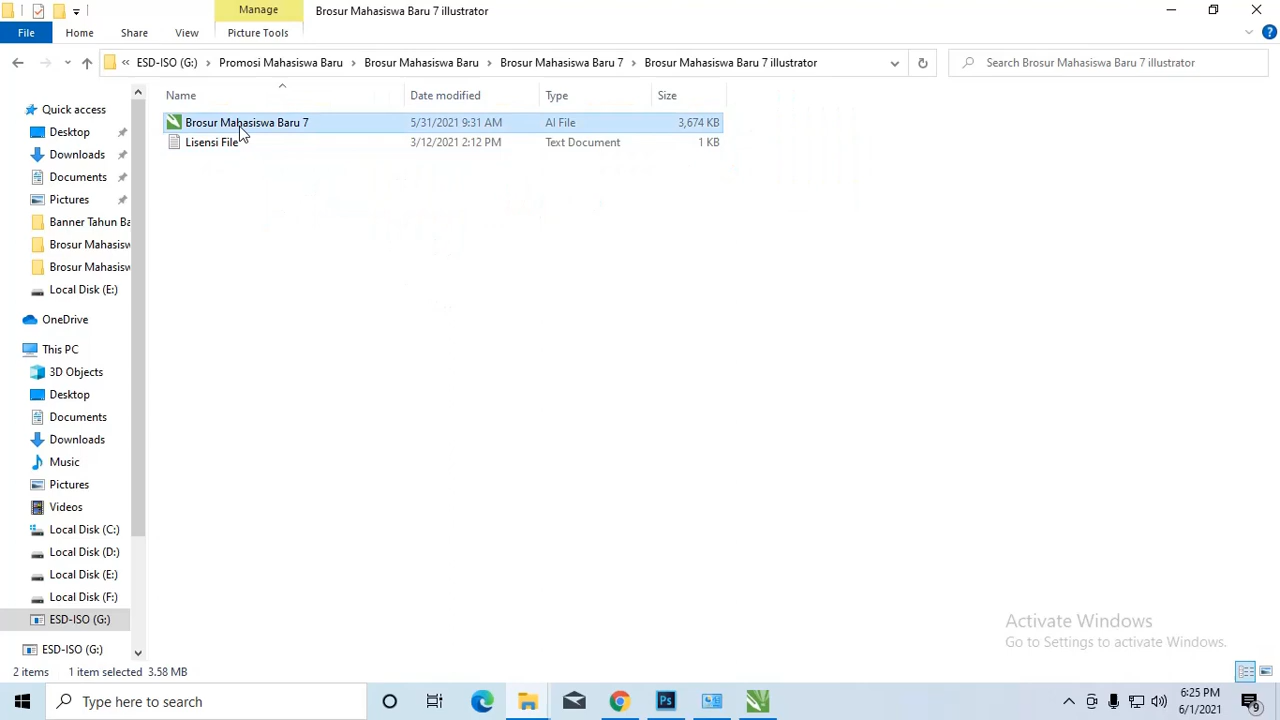 Manage
Brosur Mahasiswa Baru 7 illustrator
File
Home
Share
View
Picture Tools
ESD-ISO (G:)
Promosi Mahasiswa Baru
Brosur Mahasiswa Baru
Brosur Mahasiswa Baru 7
Brosur Mahasiswa Baru 7 illustrator
Search Brosur Mahasiswa Baru 7 illustrator
Name
Date modified
Type
Size
Brosur Mahasiswa Baru 7
5/31/2021 9:31 AM
AI File
3,674 KB
Lisensi File
3/12/2021 2:12 PM
Text Document
1 KB
Quick access
Desktop
Downloads
Documents
Pictures
Banner Tahun Ba
Brosur Mahasisw
Brosur Mahasisw
Local Disk (E:)
OneDrive
This PC
3D Objects
Desktop
Documents
Downloads
Music
Pictures
Videos
Local Disk (C:)
Local Disk (D:)
Local Disk (E:)
Local Disk (F:)
ESD-ISO (G:)
ESD-ISO (G:)
Activate Windows
Go to Settings to activate Windows.
2 items
1 item selected 3.58 MB
Type here to search
Ps
6:25 PM
6/1/2021
9